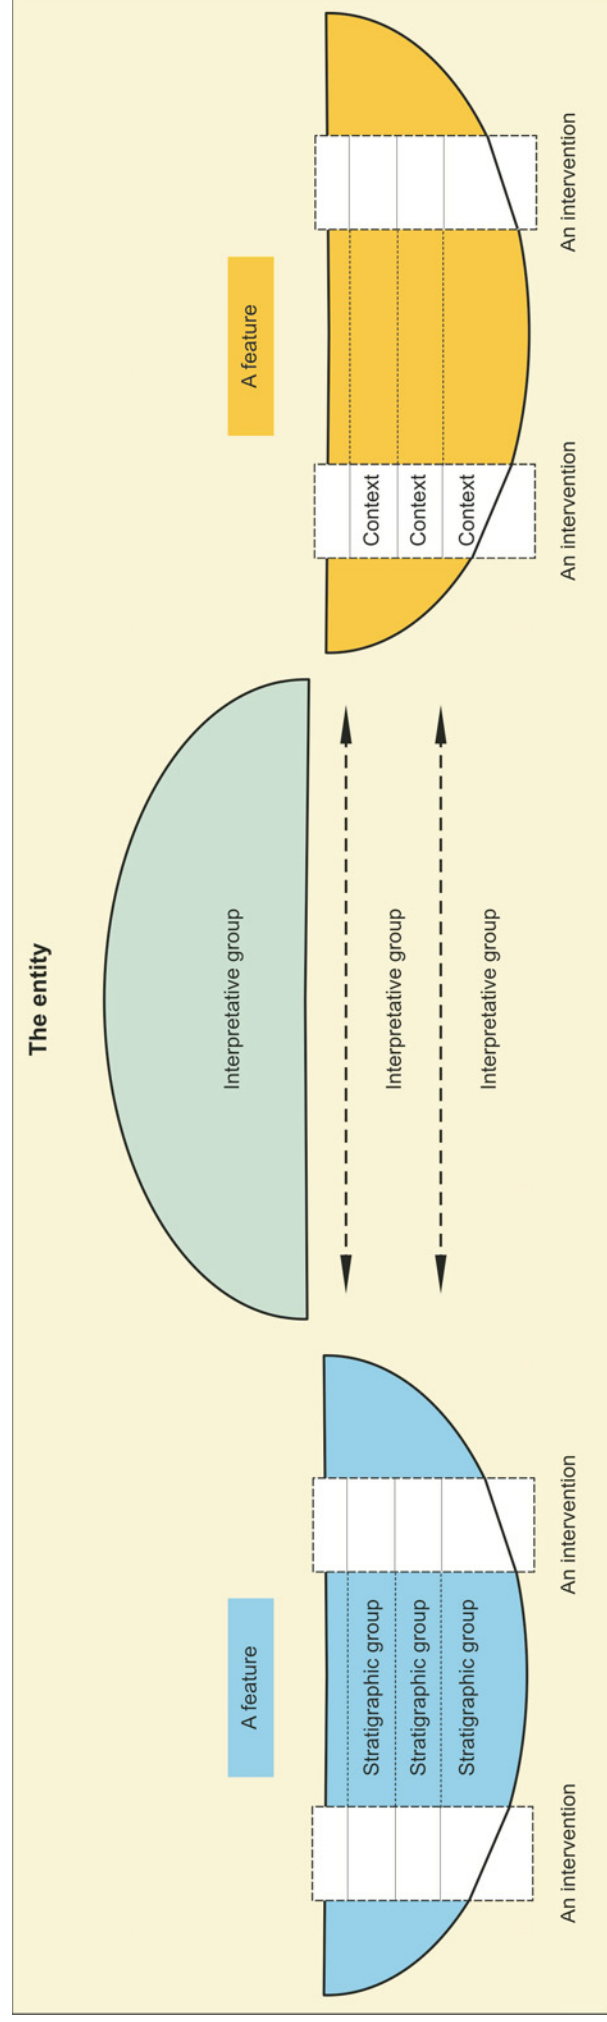 The entity
A feature
A feature
Interpretative group
Stratigraphic group
Stratigraphic group
Stratigraphic group
Interpretative group
Interpretative group
Context
Context
Context
An intervention
An intervention
An intervention
An intervention